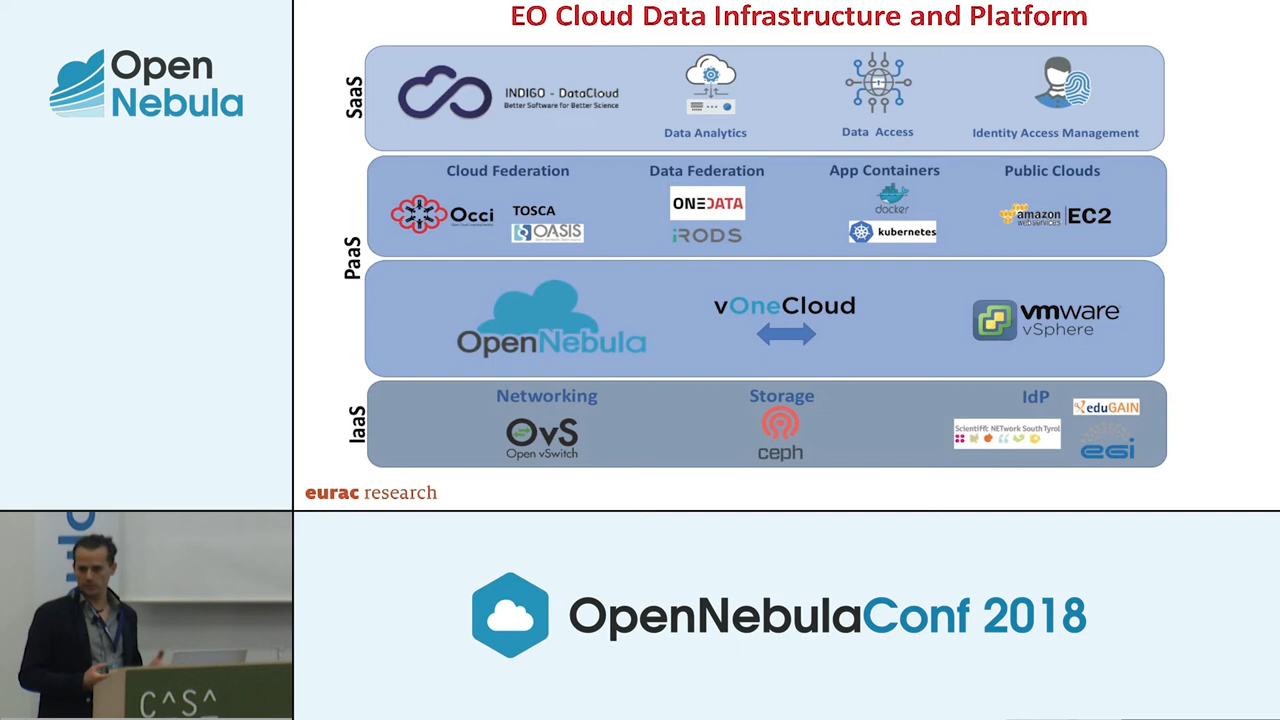 EO Cloud Data Infrastructure and Platform
Open
Nebula
SaaS
INDIGO - DataCloud
Better Software for Better Science
Data Analytics
Data Access
Identity Access Management
PaaS
Cloud Federation
Data Federation
App Containers
Public Clouds
Occi
TOSCA
OASIS
ONEDATA
iRODS
docker
kubernetes
amazon
webservices
EC2
OpenNebula
vOneCloud
vmware
vSphere
IaaS
Networking
Storage
IdP
OvS
Open vSwitch
ceph
eduGAIN
Scientiffc NETwork South Tyrol
eGI
eurac research
C^S^
OpenNebulaConf 2018